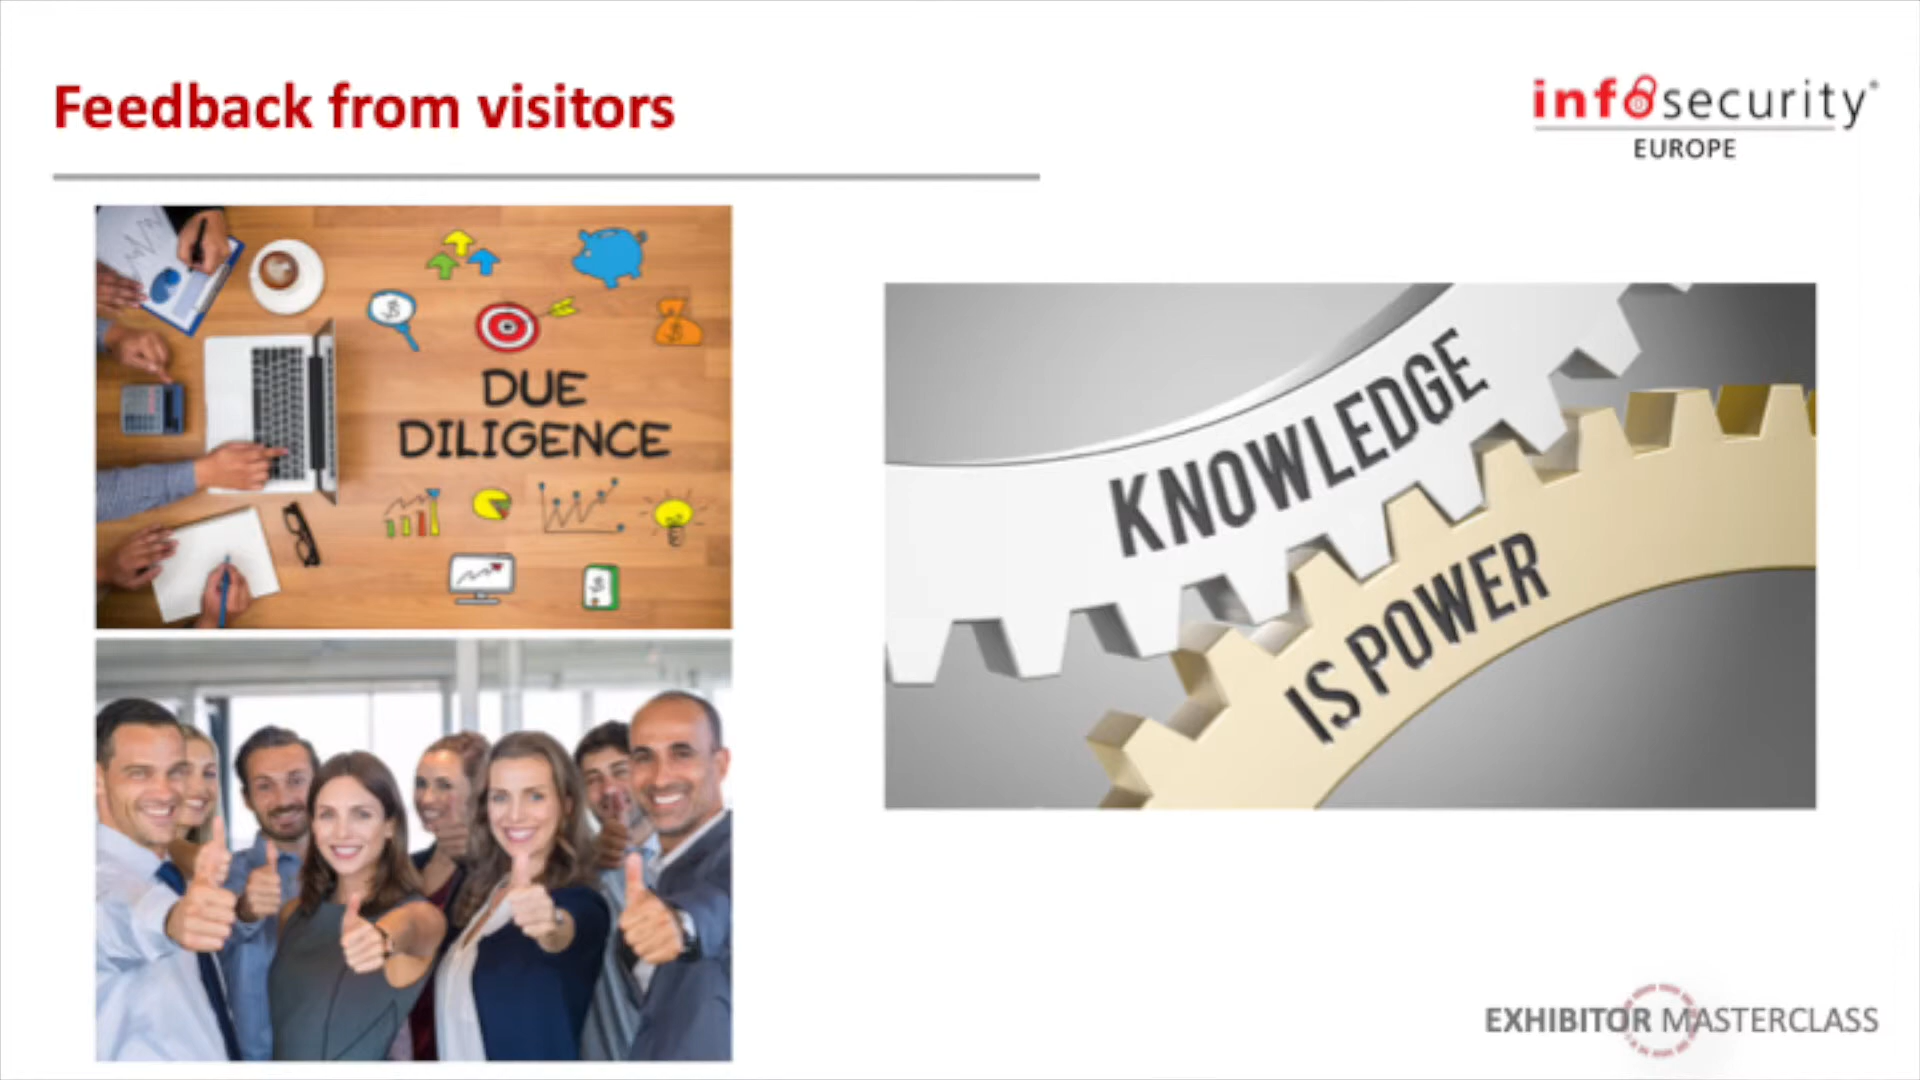 Feedback from visitors
infosecurity®
EUROPE
DUE
DILIGENCE
KNOWLEDGE
IS POWER
EXHIBITOR MASTERCLASS